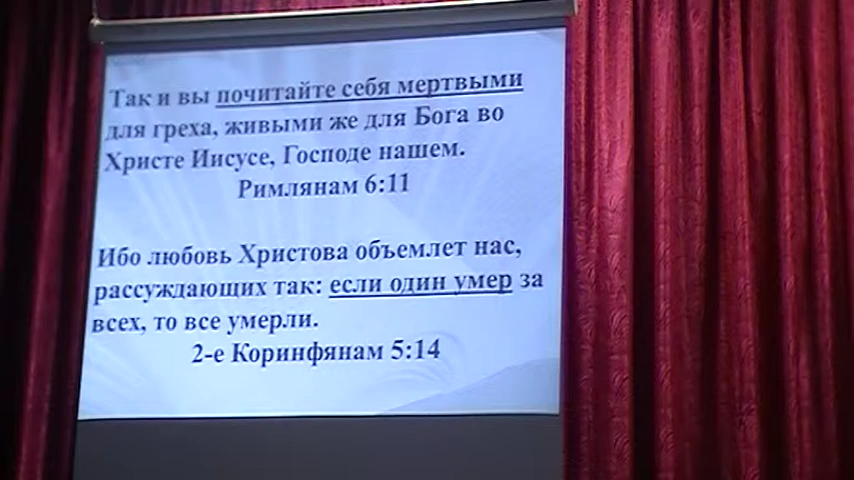 Так и вы почитайте себя мертвыми
для греха, живыми же для Бога во
Христе Иисусе, Господе нашем.
Римлянам 6:11
Ибо любовь Христова объемлет нас,
рассуждающих так: если один умер за
всех, то все умерли.
2-е Коринфянам 5:14